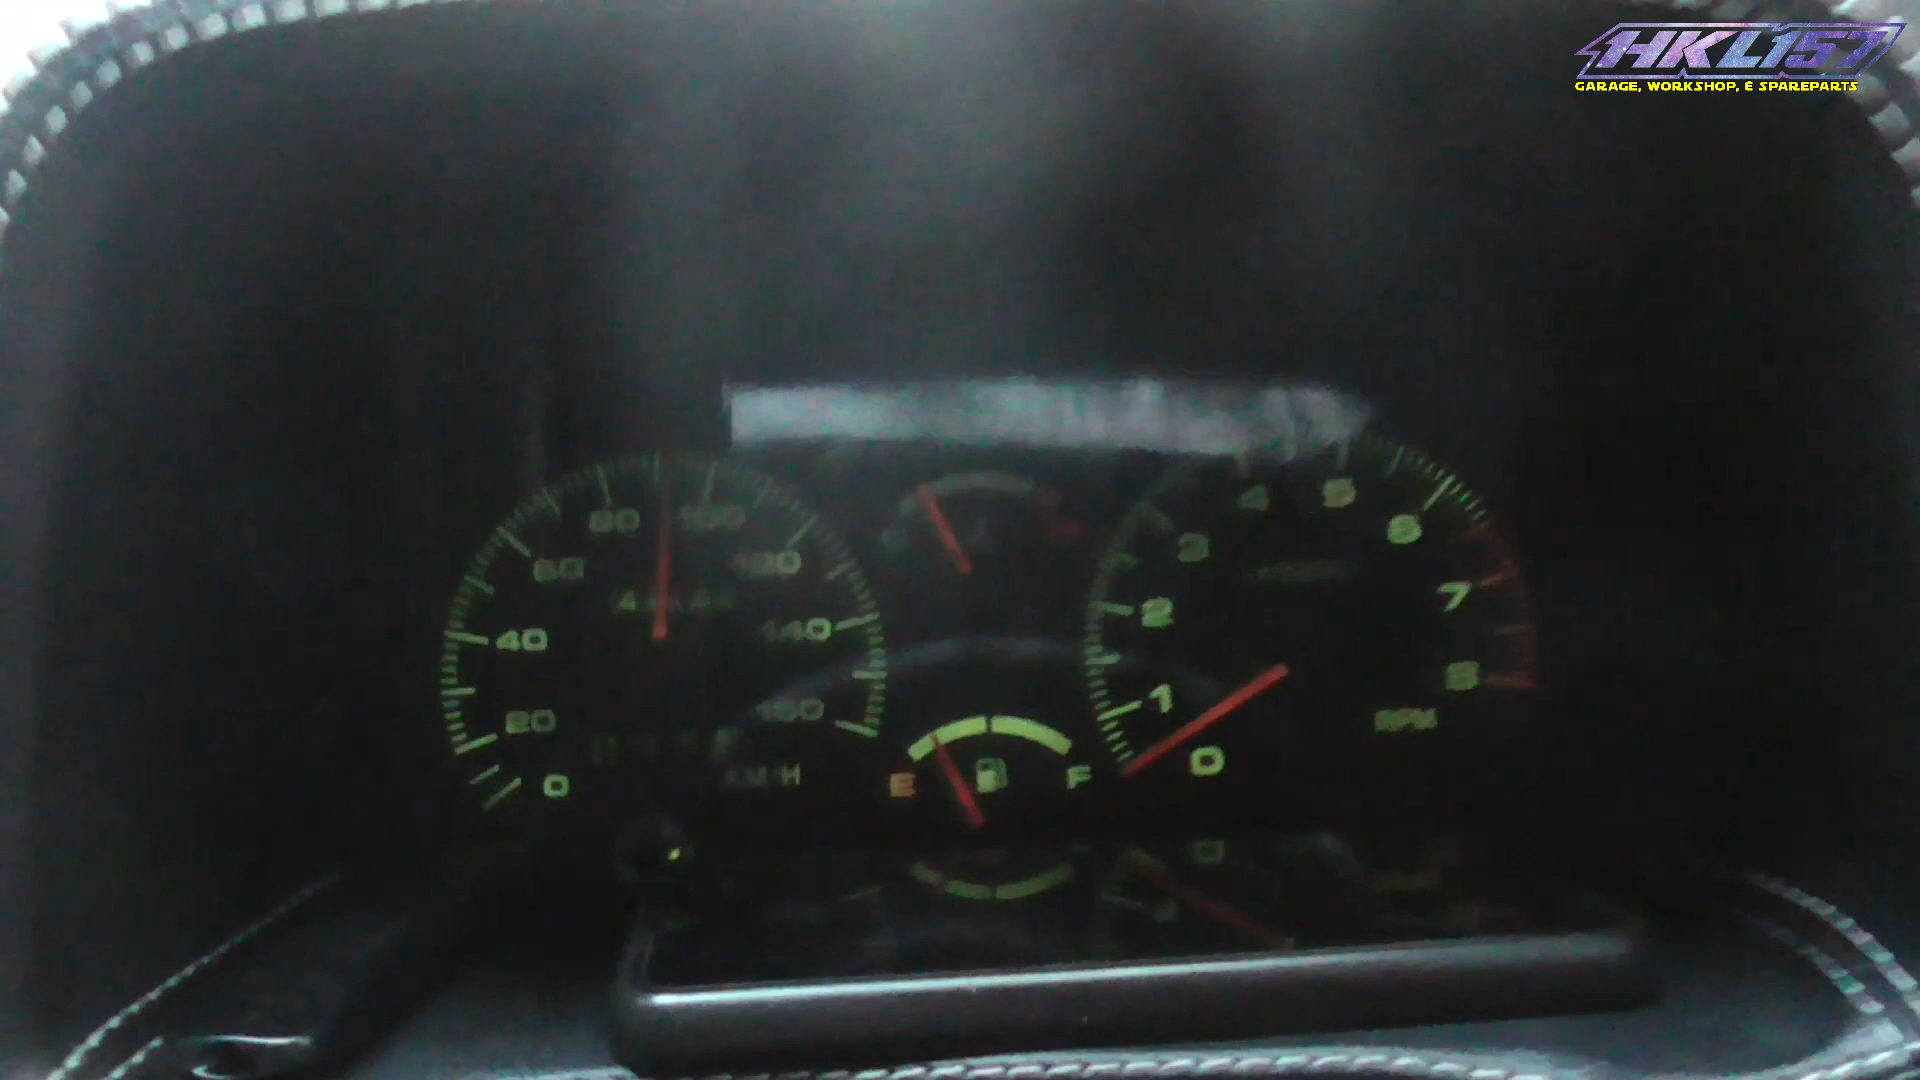 HKL157
GARAGE, WORKSHOP, & SPAREPARTS
80 100
60 120
40 140
20 160
0 KM/H
E F
4 5
3 6
2 7
1 8
0 RPM